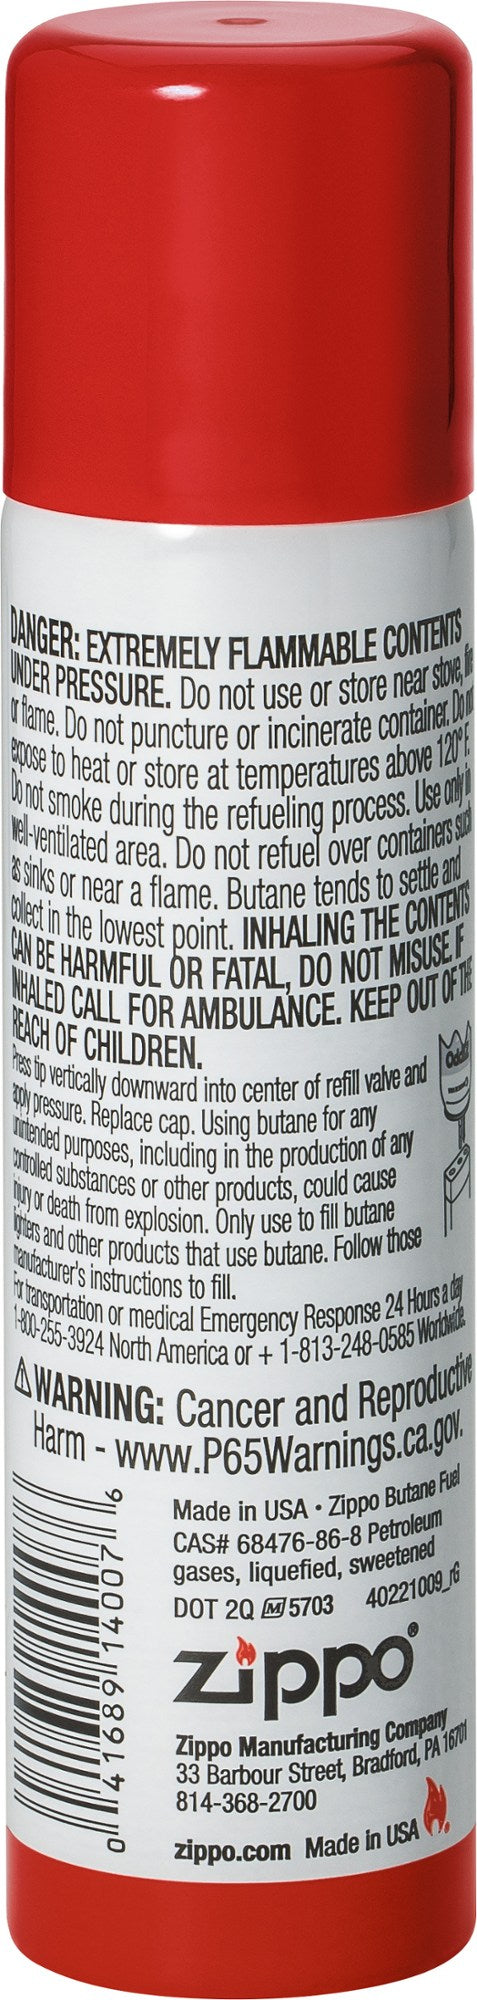 DANGER: EXTREMELY FLAMMABLE CONTENTS
UNDER PRESSURE. Do not use or store near stove, fire
or flame. Do not puncture or incinerate container. Do not
expose to heat or store at temperatures above 120° F.
Do not smoke during the refueling process. Use only in
well-ventilated area. Do not refuel over containers such
as sinks or near a flame. Butane tends to settle and
collect in the lowest point. INHALING THE CONTENTS
CAN BE HARMFUL OR FATAL, DO NOT MISUSE. IF
INHALED CALL FOR AMBULANCE. KEEP OUT OF THE
REACH OF CHILDREN.
Press tip vertically downward into center of refill valve and
apply pressure. Replace cap. Using butane for any
unintended purposes, including in the production of any
controlled substances or other products, could cause
injury or death from explosion. Only use to fill butane
lighters and other products that use butane. Follow those
manufacturer's instructions to fill.
For transportation or medical Emergency Response 24 Hours a day
1-800-255-3924 North America or + 1-813-248-0585 Worldwide.
Zippo
WARNING: Cancer and Reproductive
Harm - www.P65Warnings.ca.gov.
0 41689 14007 6
Made in USA • Zippo Butane Fuel
CAS# 68476-86-8 Petroleum
gases, liquefied, sweetened
DOT 2Q M5703 40221009_rG
zippo®
Zippo Manufacturing Company
33 Barbour Street, Bradford, PA 16701
814-368-2700
zippo.com Made in USA